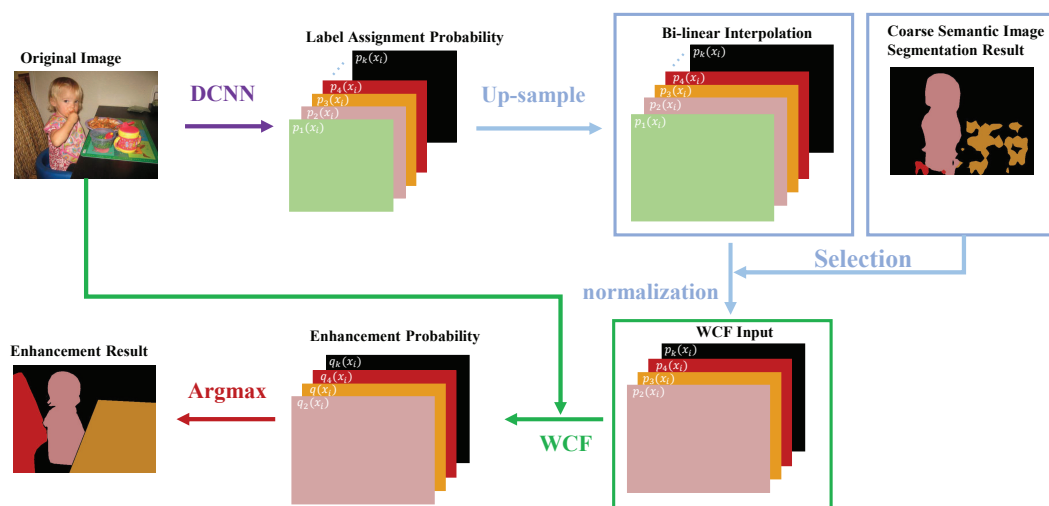 Original Image
DCNN
Label Assignment Probability
p_k(x_i)
p_4(x_i)
p_3(x_i)
p_2(x_i)
p_1(x_i)
Up-sample
Bi-linear Interpolation
p_k(x_i)
p_4(x_i)
p_3(x_i)
p_2(x_i)
p_1(x_i)
Coarse Semantic Image
Segmentation Result
Selection
normalization
WCF Input
p_k(x_i)
p_4(x_i)
p_3(x_i)
p_2(x_i)
WCF
Enhancement Probability
q_k(x_i)
q_4(x_i)
q(x_i)
q_2(x_i)
Argmax
Enhancement Result